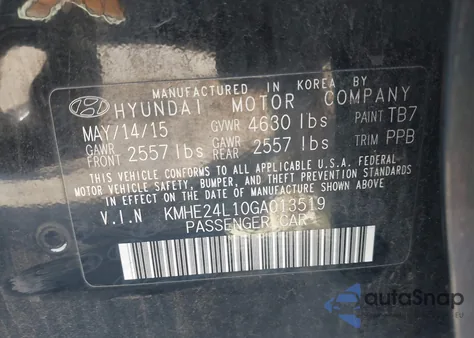 MANUFACTURED IN KOREA BY
HYUNDAI MOTOR COMPANY
MAY/14/15 GVWR 4630 lbs PAINT TB7
GAWR FRONT 2557 lbs GAWR REAR 2557 lbs TRIM PPB
THIS VEHICLE CONFORMS TO ALL APPLICABLE U.S.A. FEDERAL
MOTOR VEHICLE SAFETY, BUMPER, AND THEFT PREVENTION STANDARDS
IN EFFECT ON THE DATE OF MANUFACTURE SHOWN ABOVE.
V.I.N KMHE24L10GA013519
PASSENGER CAR
autoSnap